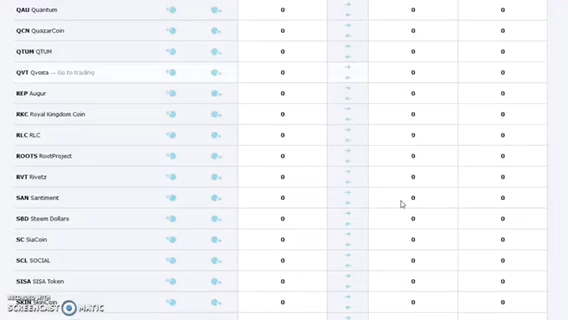 QAU Quantum 0 0 0
QCN QuazarCoin 0 0 0
QTUM QTUM 0 0 0
QVT Qvolta — Go to trading 0 0 0
REP Augur 0 0 0
RKC Royal Kingdom Coin 0 0 0
RLC RLC 0 0 0
ROOTS RootProject 0 0 0
RVT Rivetz 0 0 0
SAN Santiment 0 0 0
SBD Steem Dollars 0 0 0
SC SiaCoin 0 0 0
SCL SOCIAL 0 0 0
SISA SISA Token 0 0 0
SKIN SkinCoin 0 0 0
RECORDED WITH
SCREENCAST MATIC